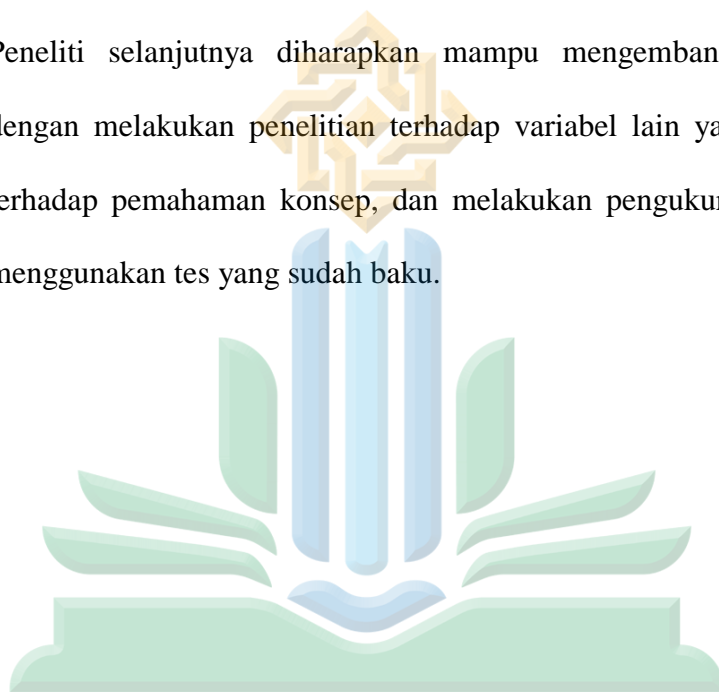 Peneliti selanjutnya diharapkan mampu mengemban
dengan melakukan penelitian terhadap variabel lain ya
terhadap pemahaman konsep, dan melakukan pengukur
menggunakan tes yang sudah baku.